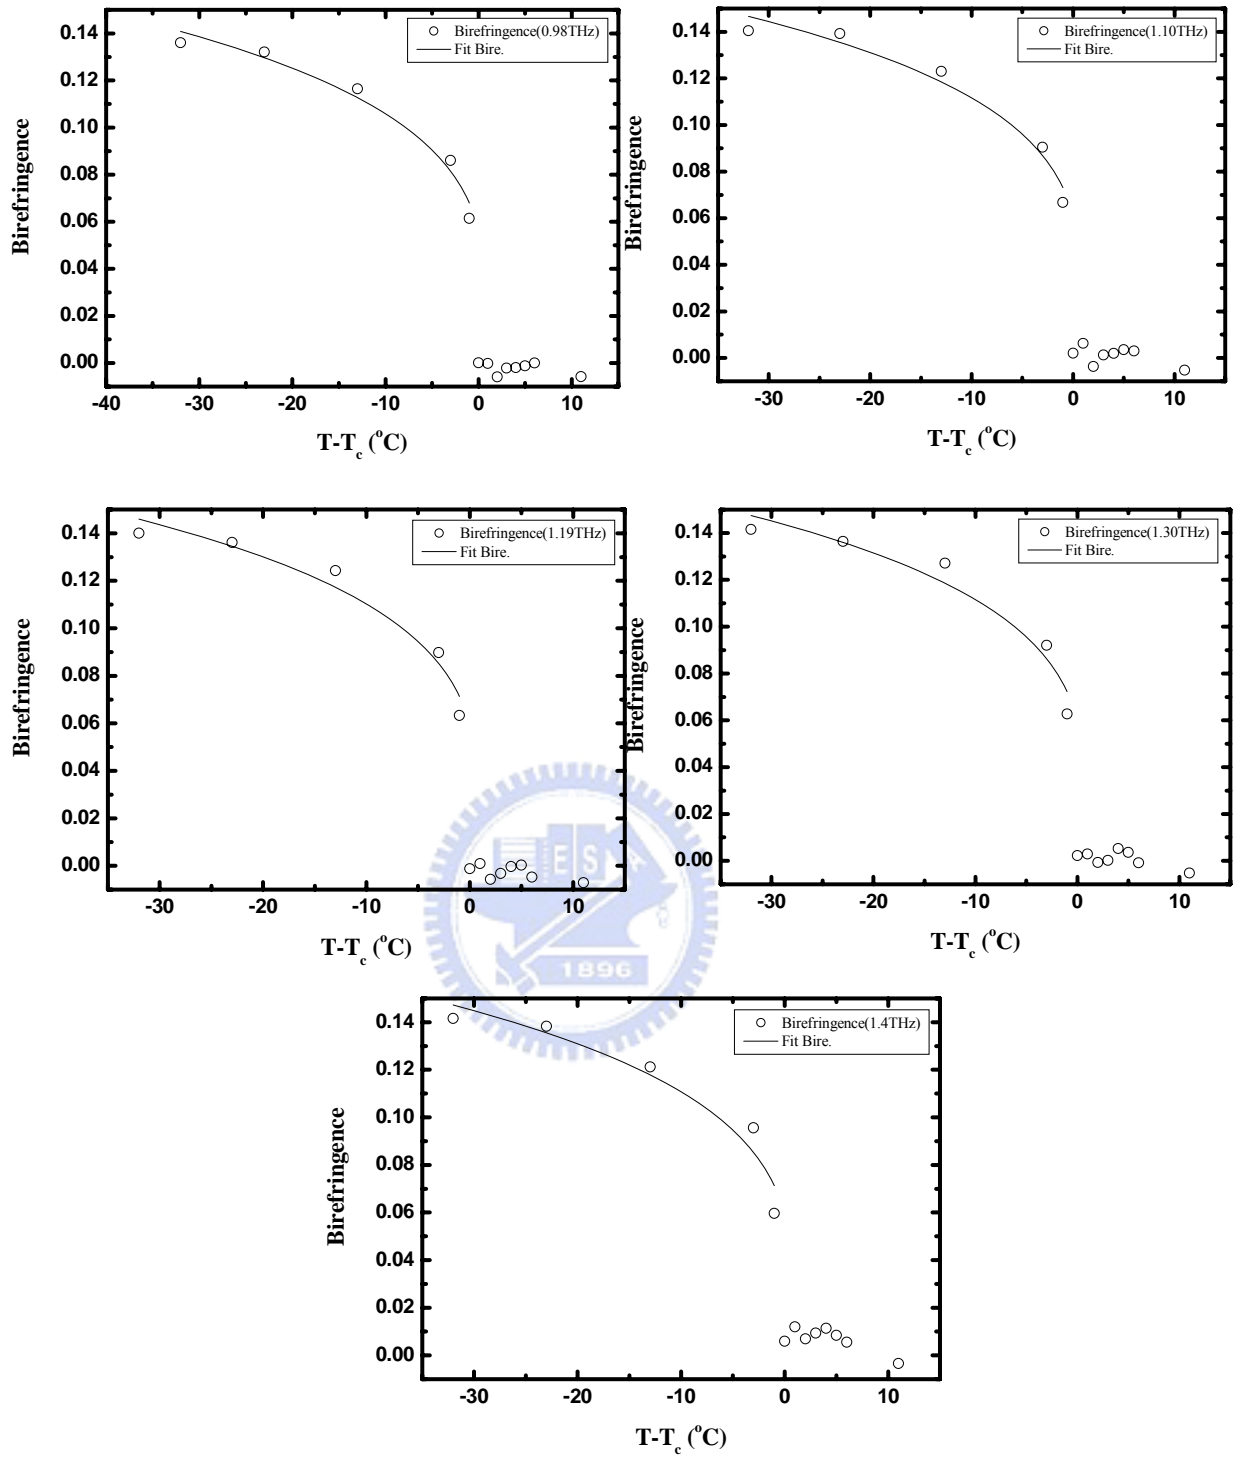 Birefringence(0.98THz)
Fit Bire.
0.14
0.12
0.10
0.08
0.06
0.04
0.02
0.00
Birefringence
-40 -30 -20 -10 0 10
T-Tc (oC)
Birefringence(1.10THz)
Fit Bire.
0.14
0.12
0.10
0.08
0.06
0.04
0.02
0.00
Birefringence
-30 -20 -10 0 10
T-Tc (oC)
Birefringence(1.19THz)
Fit Bire.
0.14
0.12
0.10
0.08
0.06
0.04
0.02
0.00
Birefringence
-30 -20 -10 0 10
T-Tc (oC)
Birefringence(1.30THz)
Fit Bire.
0.14
0.12
0.10
0.08
0.06
0.04
0.02
0.00
Birefringence
-30 -20 -10 0 10
T-Tc (oC)
ES
1896
Birefringence(1.4THz)
Fit Bire.
0.14
0.12
0.10
0.08
0.06
0.04
0.02
0.00
Birefringence
-30 -20 -10 0 10
T-Tc (oC)